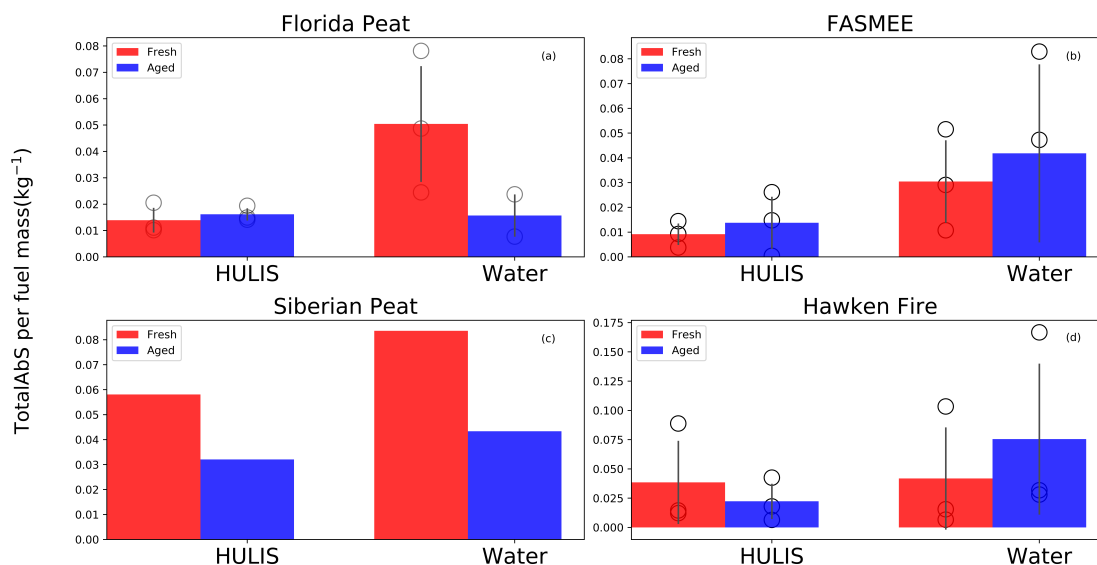 TotalAbS per fuel mass(kg⁻¹)
Florida Peat
0.08
0.07
0.06
0.05
0.04
0.03
0.02
0.01
0.00
Fresh
Aged
(a)
HULIS Water
FASMEE
0.08
0.07
0.06
0.05
0.04
0.03
0.02
0.01
0.00
Fresh
Aged
(b)
HULIS Water
Siberian Peat
0.08
0.07
0.06
0.05
0.04
0.03
0.02
0.01
0.00
Fresh
Aged
(c)
HULIS Water
Hawken Fire
0.175
0.150
0.125
0.100
0.075
0.050
0.025
0.000
Fresh
Aged
(d)
HULIS Water